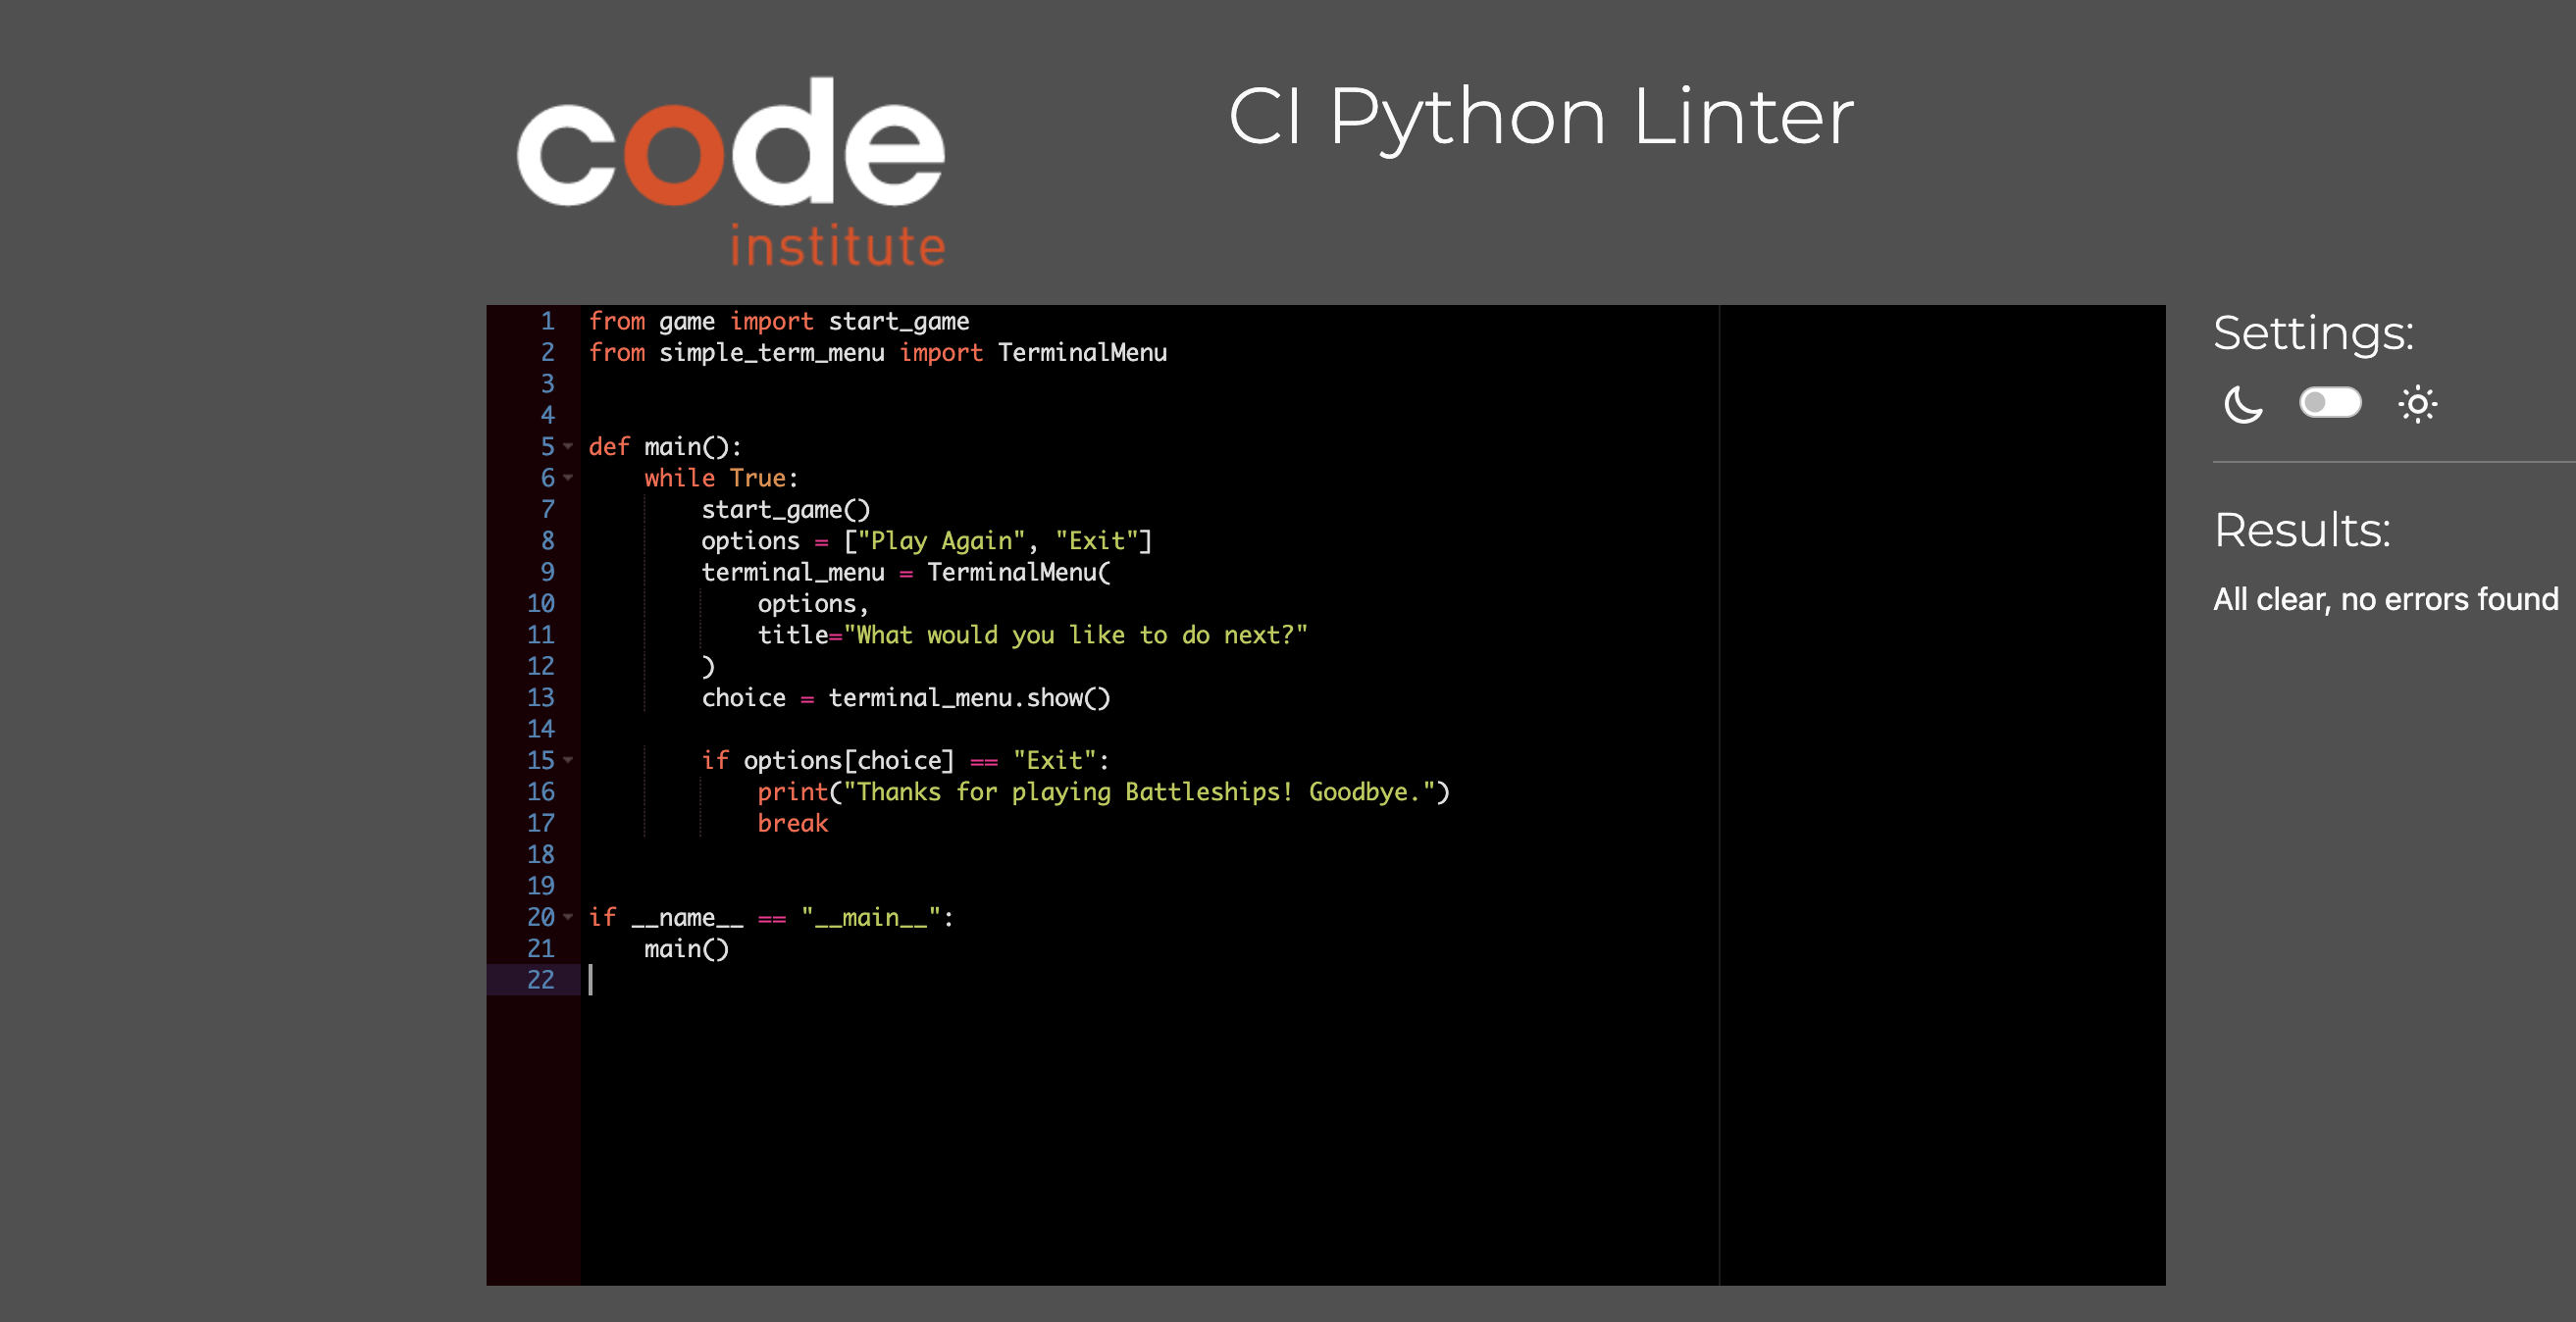 code
institute
CI Python Linter
1 from game import start_game
2 from simple_term_menu import TerminalMenu
3
4
5 def main():
6     while True:
7         start_game()
8         options = ["Play Again", "Exit"]
9         terminal_menu = TerminalMenu(
10             options,
11             title="What would you like to do next?"
12         )
13         choice = terminal_menu.show()
14
15         if options[choice] == "Exit":
16             print("Thanks for playing Battleships! Goodbye.")
17             break
18
19
20 if __name__ == "__main__":
21     main()
22
Settings:
Results:
All clear, no errors found